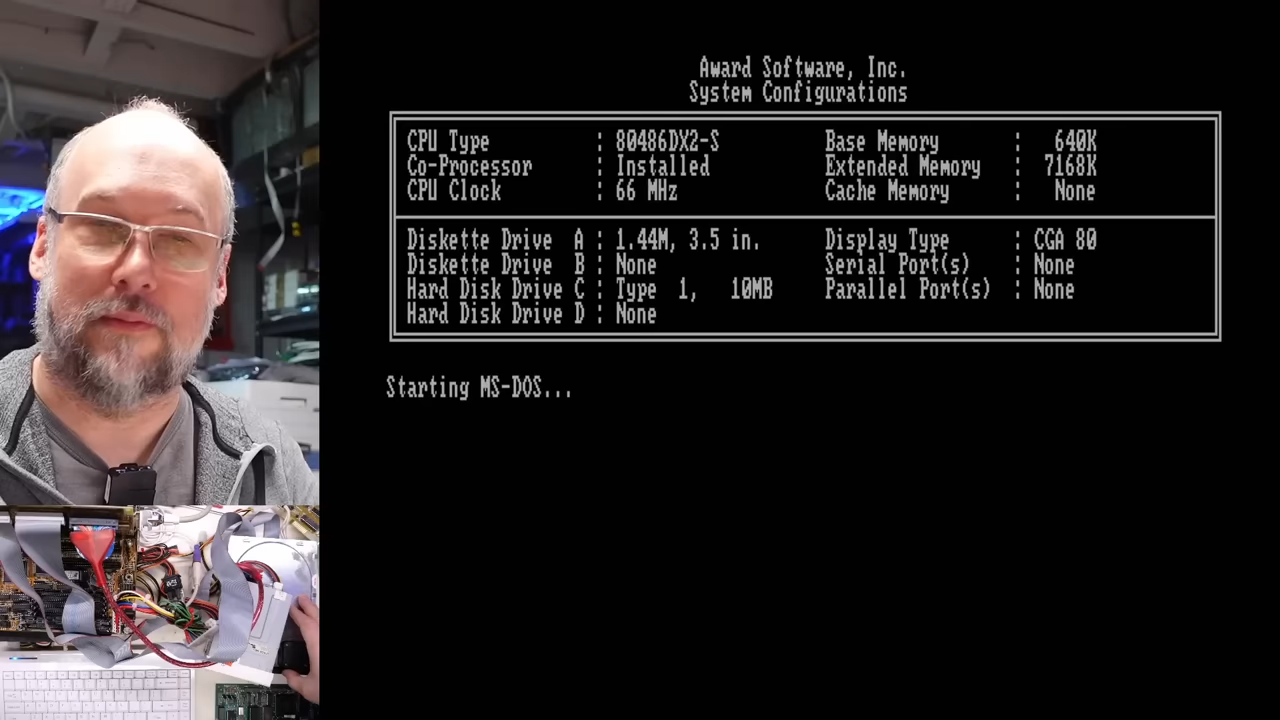 Award Software, Inc.
System Configurations
CPU Type : 80486DX2-S Base Memory : 640K
Co-Processor : Installed Extended Memory : 7168K
CPU Clock : 66 MHz Cache Memory : None
Diskette Drive A : 1.44M, 3.5 in. Display Type : CGA 80
Diskette Drive B : None Serial Port(s) : None
Hard Disk Drive C : Type 1, 10MB Parallel Port(s) : None
Hard Disk Drive D : None
Starting MS-DOS...